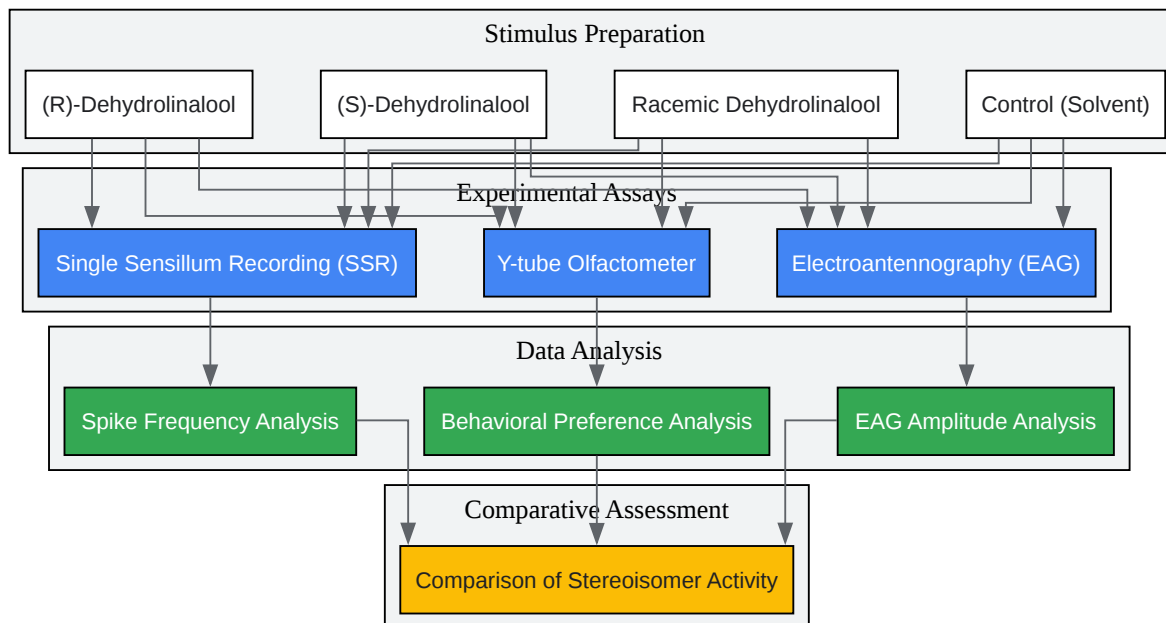 Stimulus Preparation
(R)-Dehydrolinalool
(S)-Dehydrolinalool
Racemic Dehydrolinalool
Control (Solvent)
Experimental Assays
Single Sensillum Recording (SSR)
Y-tube Olfactometer
Electroantennography (EAG)
Data Analysis
Spike Frequency Analysis
Behavioral Preference Analysis
EAG Amplitude Analysis
Comparative Assessment
Comparison of Stereoisomer Activity